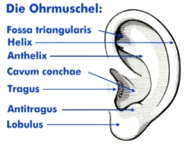 Die Ohrmuschel:
Fossa triangularis
Helix
Anthelix
Cavum conchae
Tragus
Antitragus
Lobulus